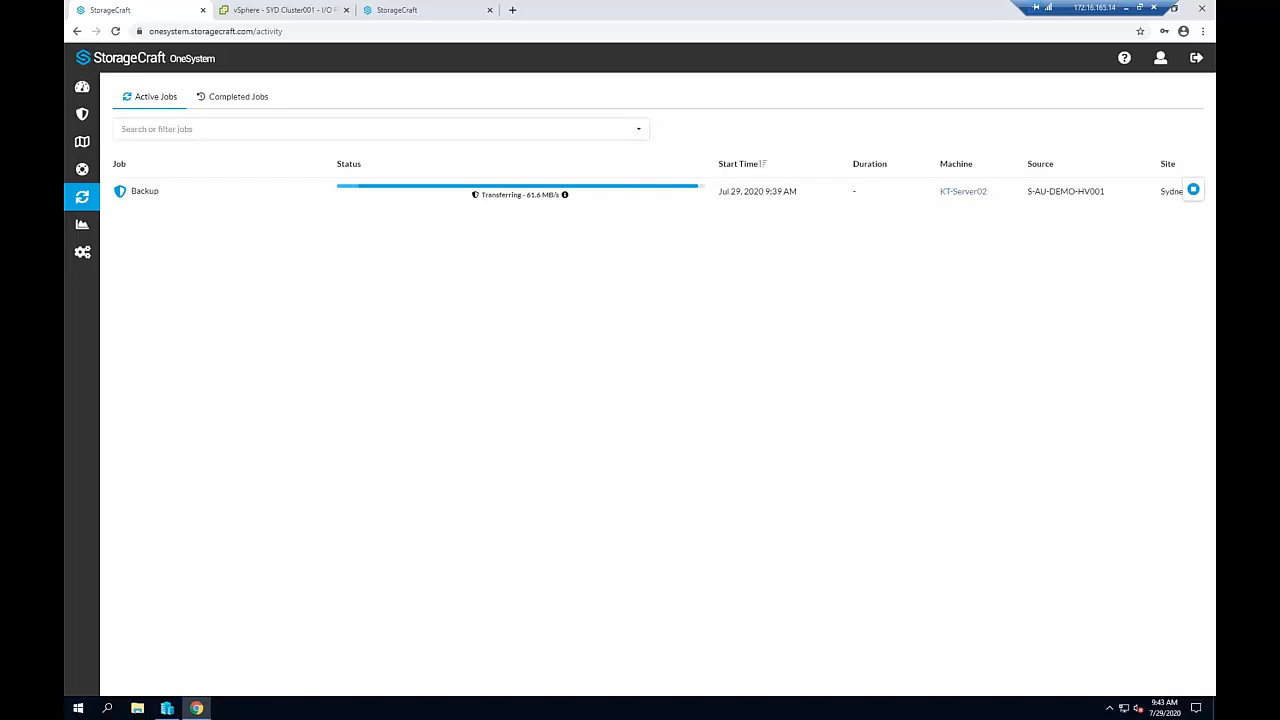 StorageCraft
vSphere - SYD Cluster001 - I/O
StorageCraft
172.16.165.14
onesystem.storagecraft.com/activity
StorageCraft OneSystem
Active Jobs
Completed Jobs
Search or filter jobs
Job Status Start Time Duration Machine Source Site
Backup Transferring - 61.6 MB/s Jul 29, 2020 9:39 AM - KT-Server02 S-AU-DEMO-HV001 Sydne
9:43 AM
7/29/2020